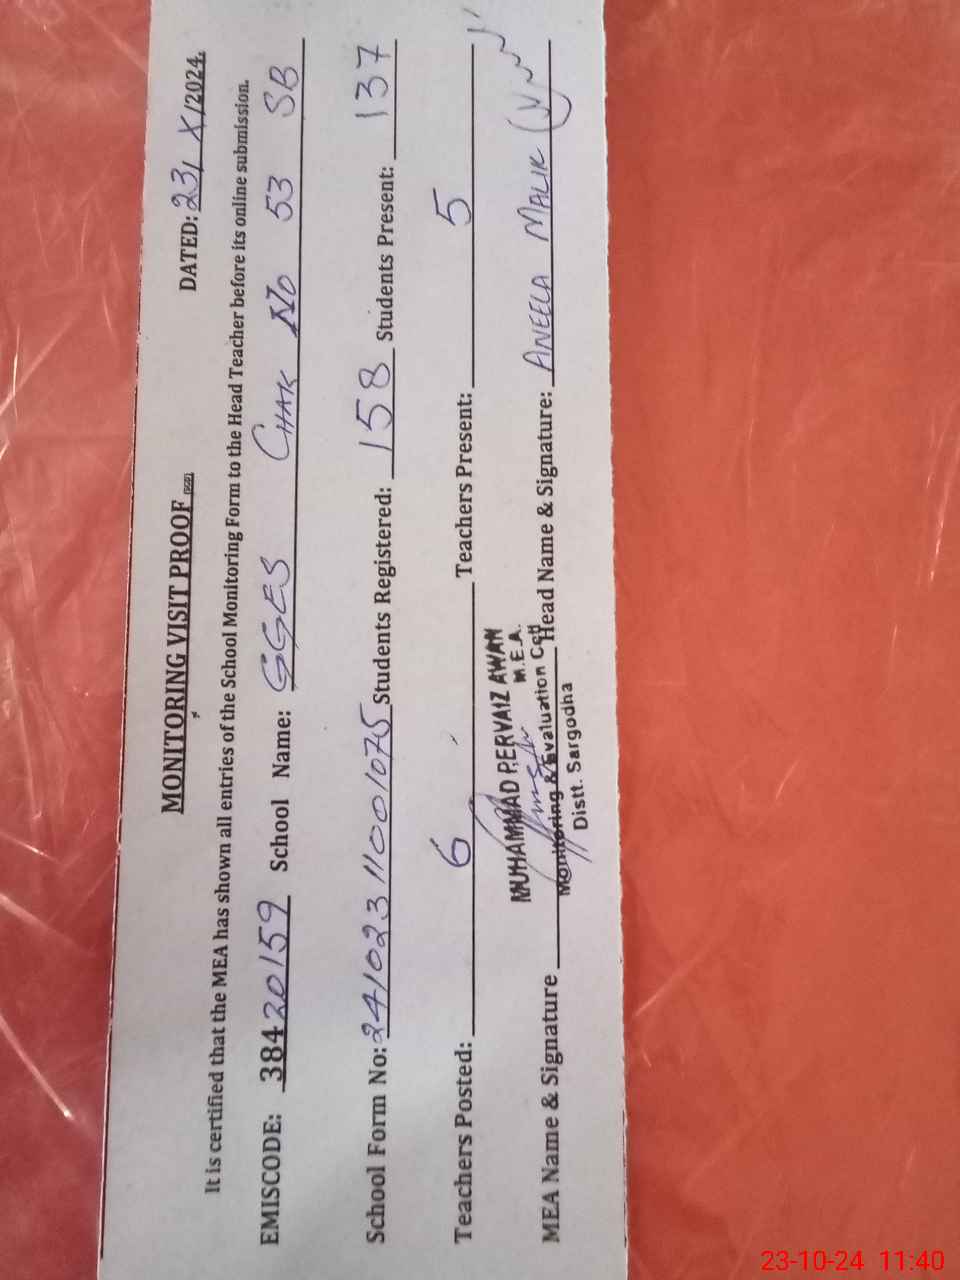 MONITORING VISIT PROOF
DATED: 23/X/2024.
It is certified that the MEA has shown all entries of the School Monitoring Form to the Head Teacher before its online submission.
EMISCODE: 38420159 School Name: GGES CHAK No 53 SB
School Form No: 24102311001075 Students Registered: 158 Students Present: 137
Teachers Posted: 6 Teachers Present: 5
MUHAMMAD PERVAIZ AWAN
M.E.A.
Monitoring & Evaluation Cell
Distt. Sargodha
MEA Name & Signature Head Name & Signature: ANEELA MALIK
23-10-24 11:40